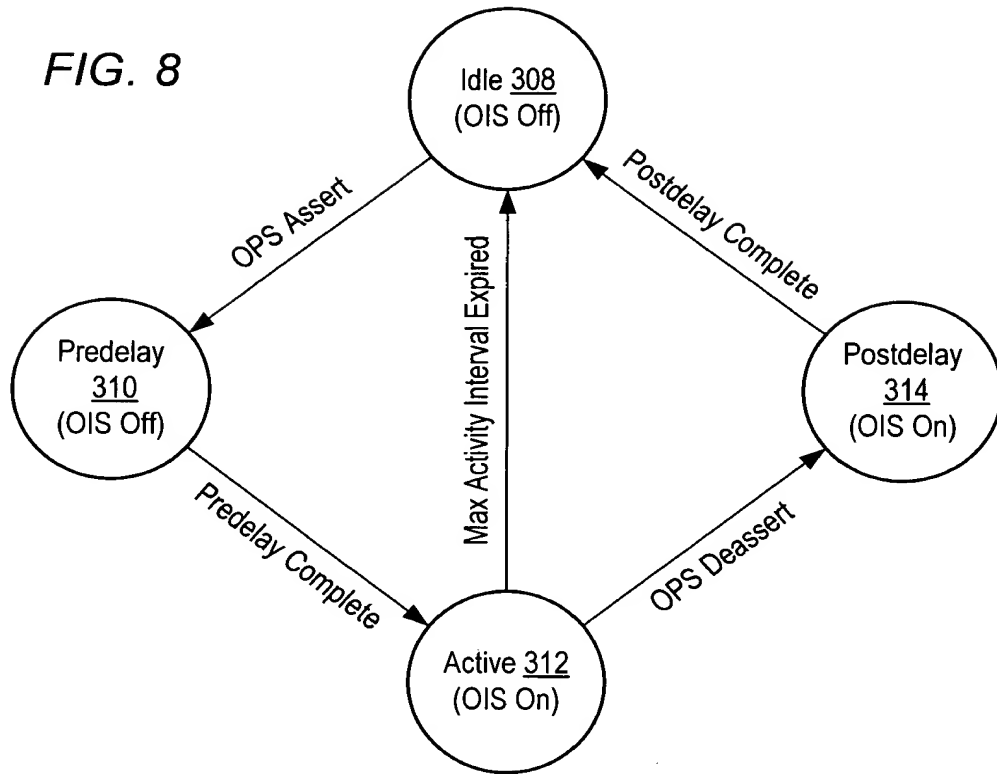 FIG. 8
Idle 308
(OIS Off)
OPS Assert
Postdelay Complete
Max Activity Interval Expired
Predelay
310
(OIS Off)
Postdelay
314
(OIS On)
Predelay Complete
OPS Deassert
Active 312
(OIS On)